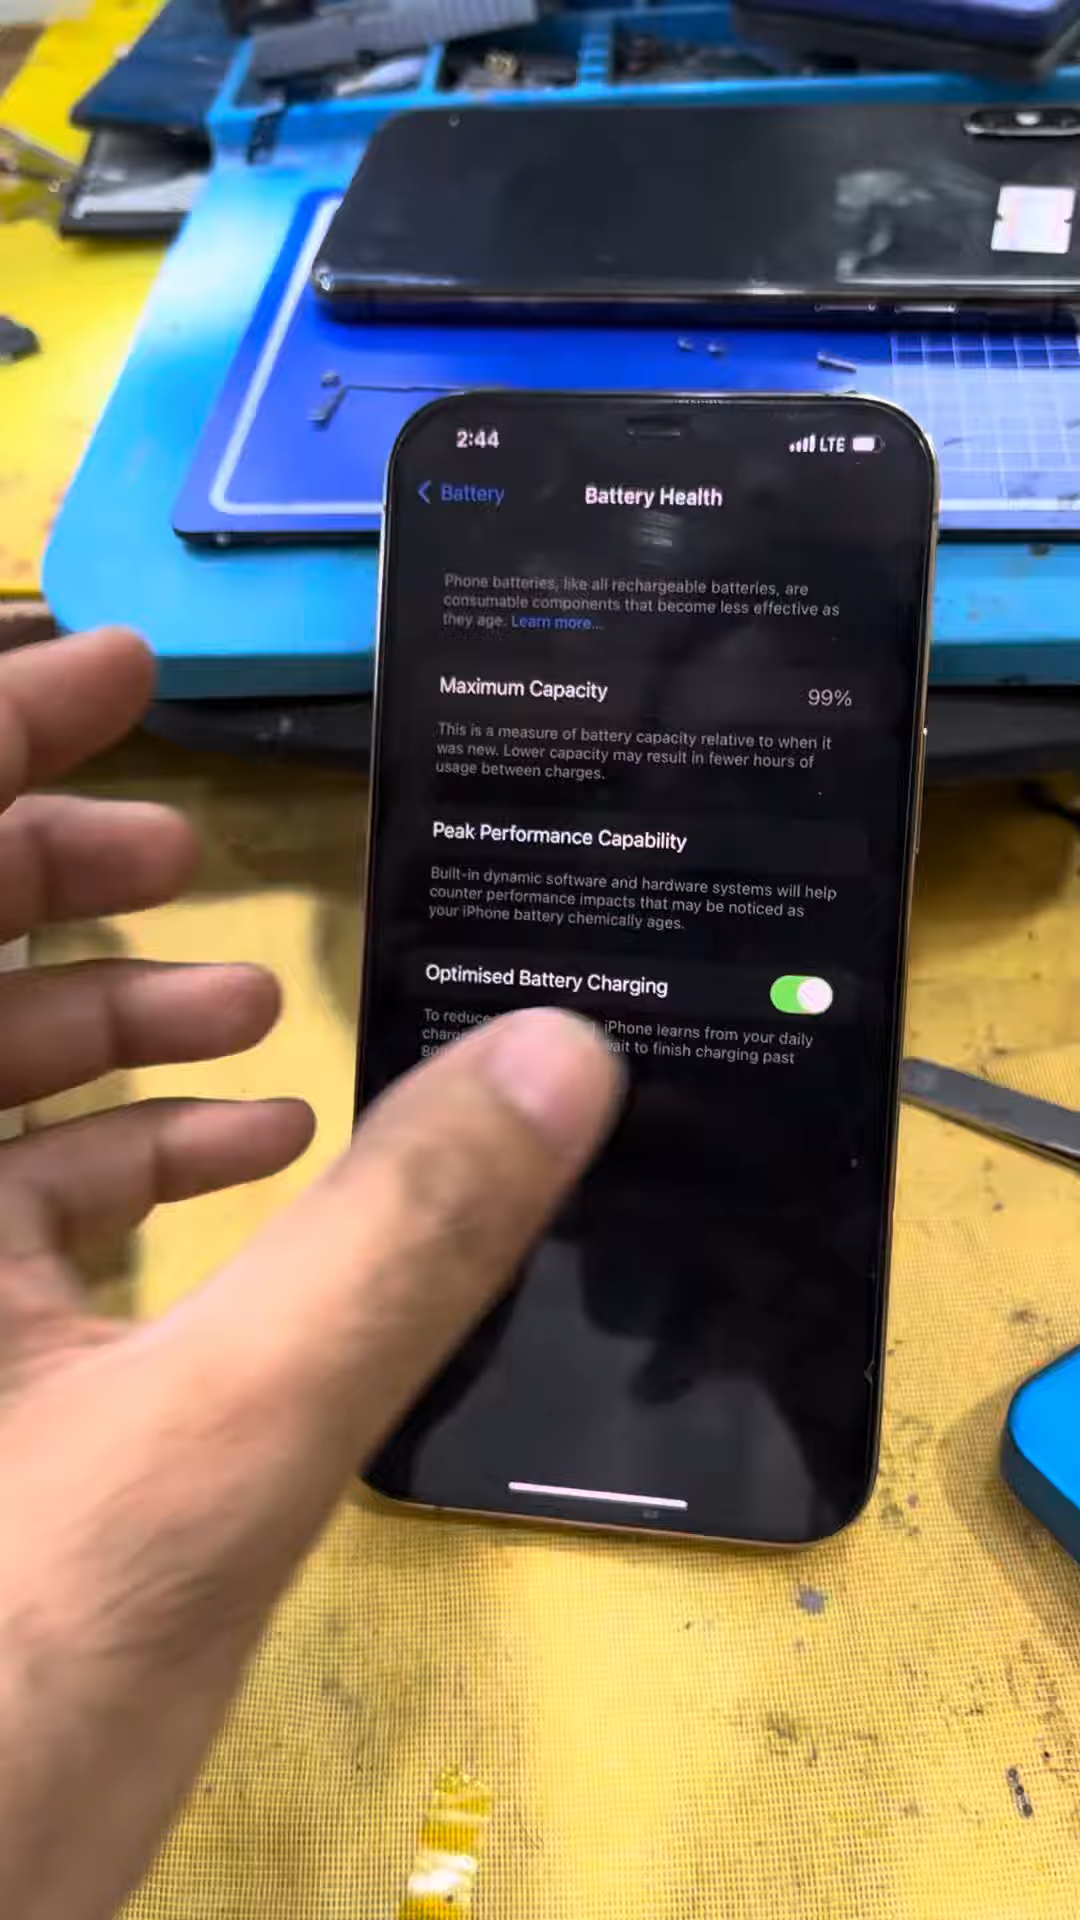 2:44
LTE
Battery
Battery Health
Phone batteries, like all rechargeable batteries, are
consumable components that become less effective as
they age. Learn more...
Maximum Capacity
99%
This is a measure of battery capacity relative to when it
was new. Lower capacity may result in fewer hours of
usage between charges.
Peak Performance Capability
Built-in dynamic software and hardware systems will help
counter performance impacts that may be noticed as
your iPhone battery chemically ages.
Optimised Battery Charging
To reduce iPhone learns from your daily
to finish charging past